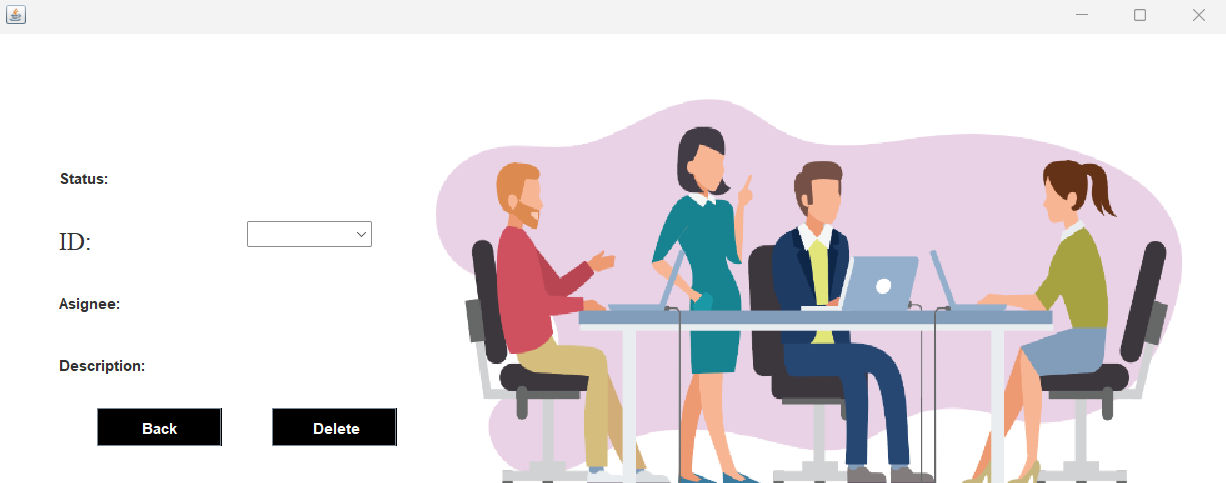 Status:
ID:
Asignee:
Description:
Back
Delete